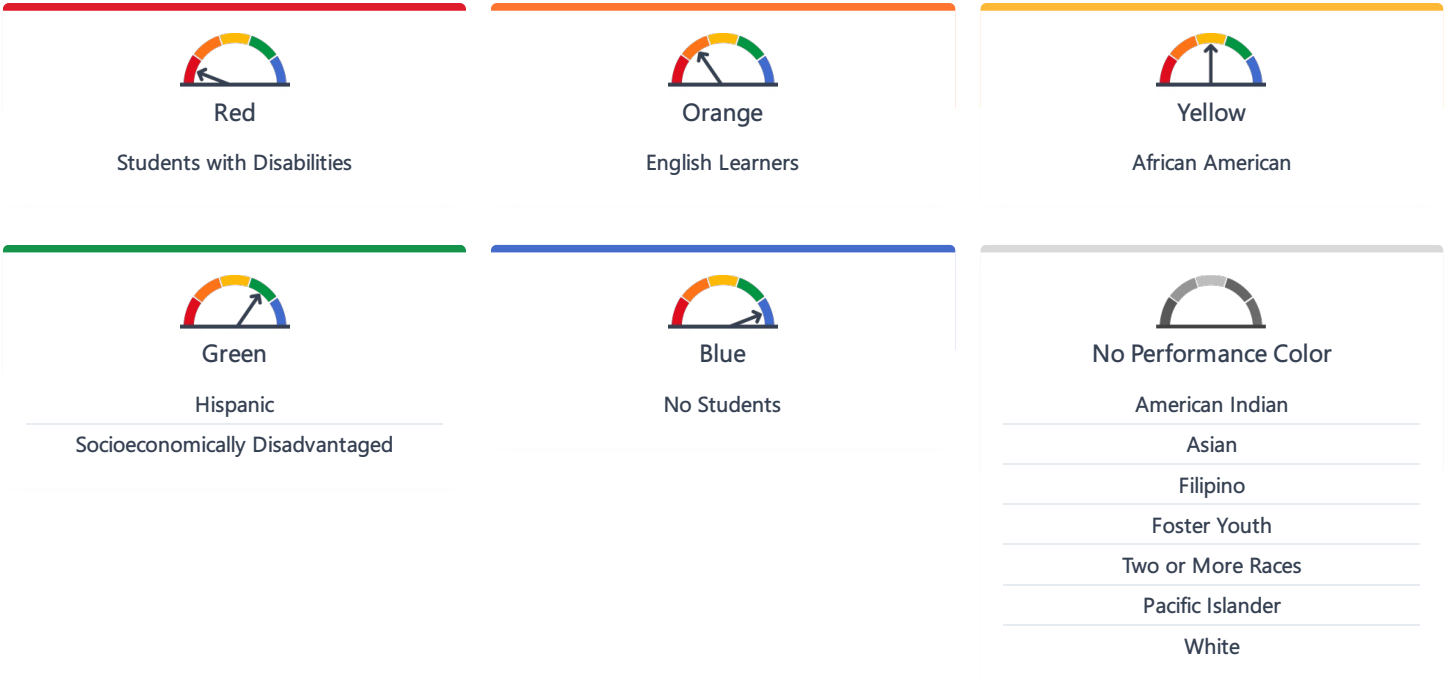 Red
Students with Disabilities
Orange
English Learners
Yellow
African American
Green
Hispanic
Socioeconomically Disadvantaged
Blue
No Students
No Performance Color
American Indian
Asian
Filipino
Foster Youth
Two or More Races
Pacific Islander
White